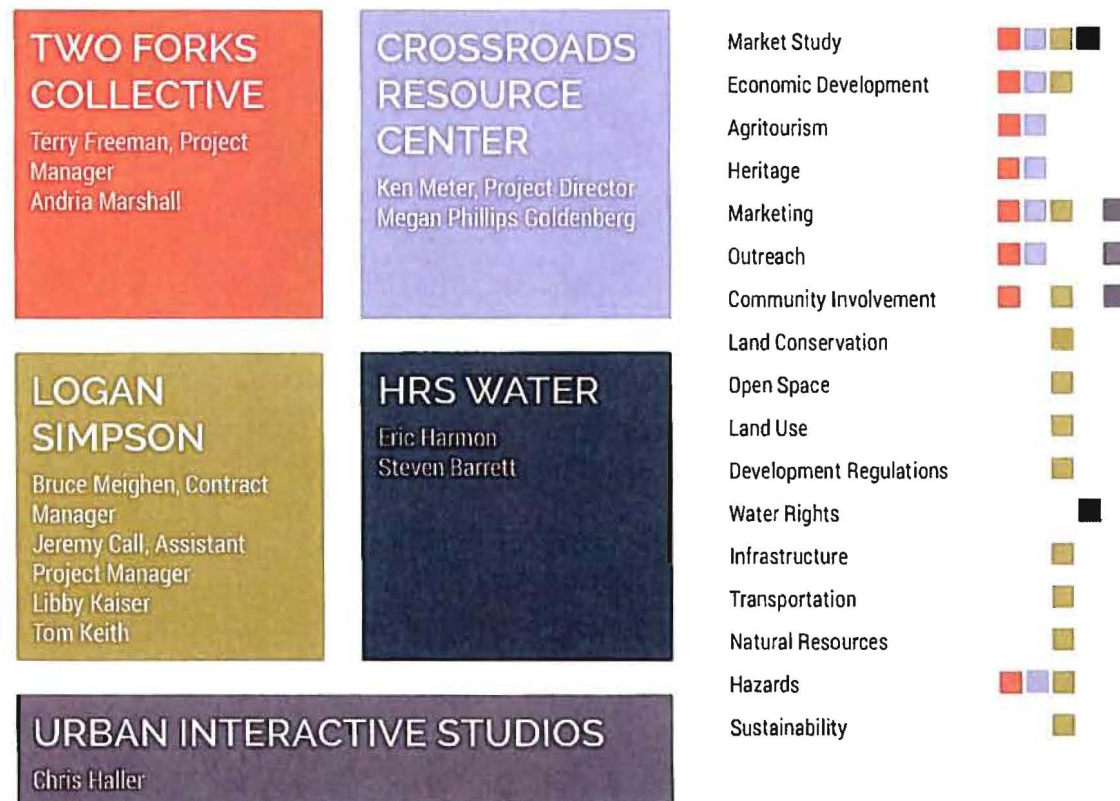 TWO FORKS
COLLECTIVE
Terry Freeman, Project
Manager
Andria Marshall
CROSSROADS
RESOURCE
CENTER
Ken Meter, Project Director
Megan Phillips Goldenberg
LOGAN
SIMPSON
Bruce Meighen, Contract
Manager
Jeremy Call, Assistant
Project Manager
Libby Kaiser
Tom Keith
HRS WATER
Eric Harmon
Steven Barrett
URBAN INTERACTIVE STUDIOS
Chris Haller
Market Study
Economic Development
Agritourism
Heritage
Marketing
Outreach
Community Involvement
Land Conservation
Open Space
Land Use
Development Regulations
Water Rights
Infrastructure
Transportation
Natural Resources
Hazards
Sustainability